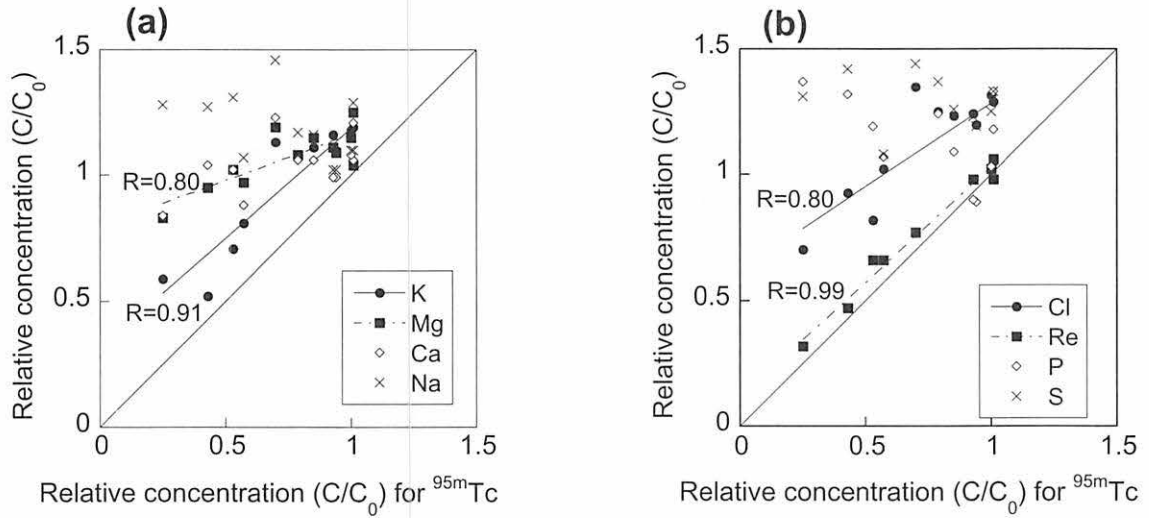 (a)
Relative concentration (C/C₀)
1.5
1
0.5
0
R=0.80
R=0.91
K
Mg
Ca
Na
0
0.5
1
1.5
Relative concentration (C/C₀) for ⁹⁵ᵐTc
(b)
Relative concentration (C/C₀)
1.5
1
0.5
0
R=0.80
R=0.99
Cl
Re
P
S
0
0.5
1
1.5
Relative concentration (C/C₀) for ⁹⁵ᵐTc